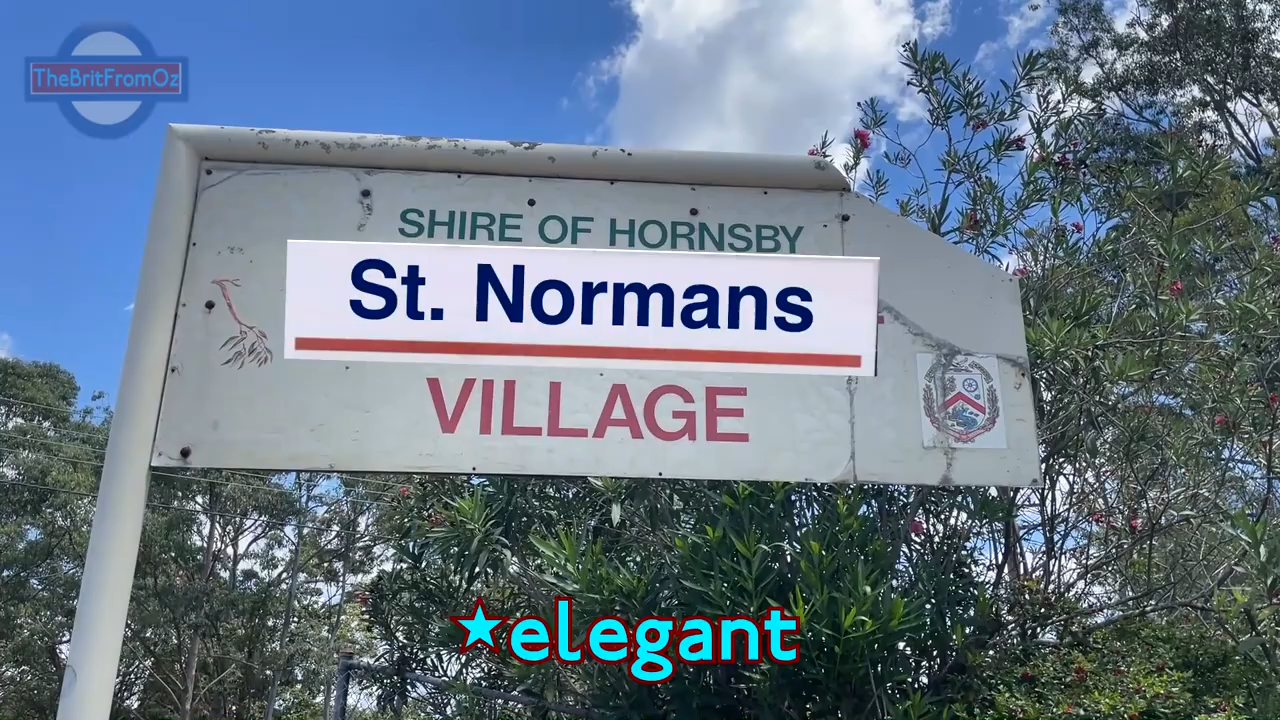 TheBritFromOz
SHIRE OF HORNSBY
St. Normans
VILLAGE
★elegant